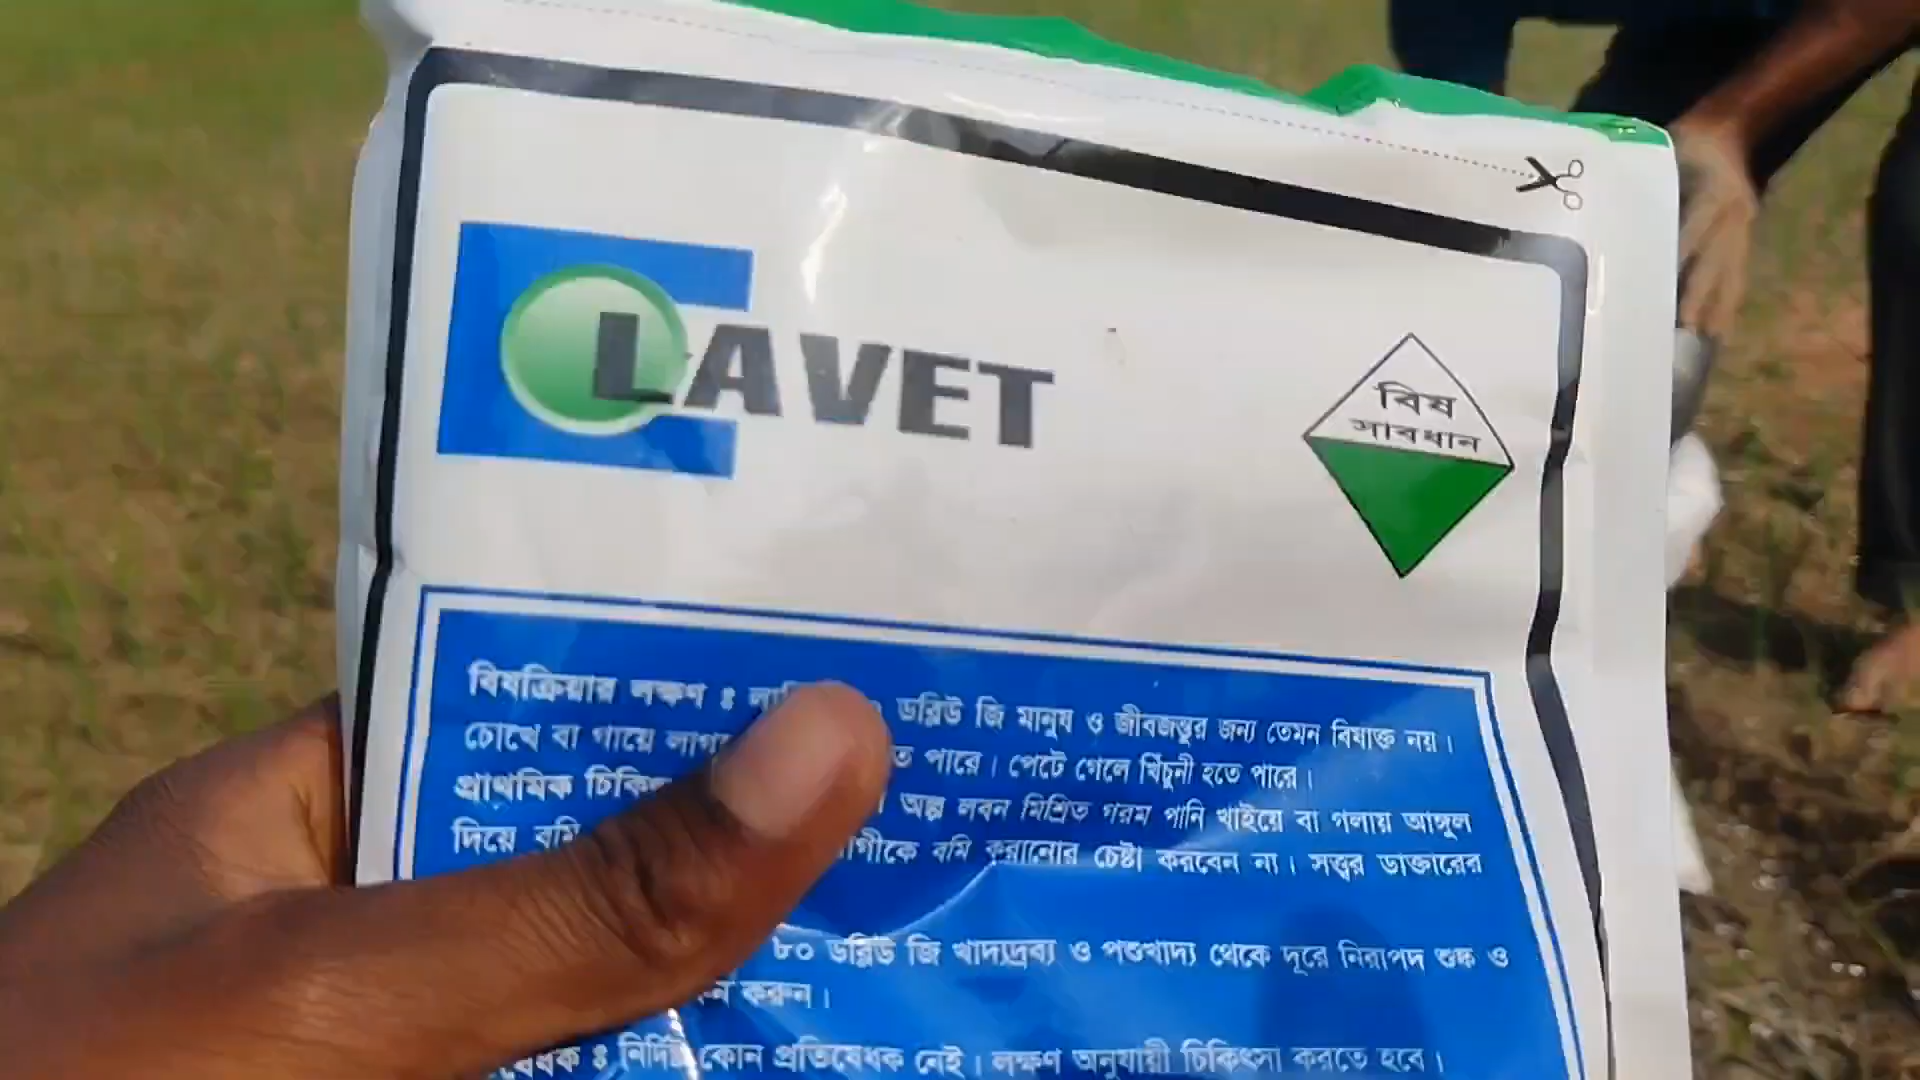 LAVET
বিষ
সাবধান
বিষক্রিয়ার লক্ষণ ঃ ডব্লিউ জি মানুষ ও জীবজন্তুর জন্য তেমন বিষাক্ত নয়।
চোখে বা গায়ে পারে। পেটে গেলে খিঁচুনী হতে পারে।
প্রাথমিক অল্প লবন মিশ্রিত গরম পানি খাইয়ে বা গলায় আঙ্গুল
দিয়ে বমি করানোর চেষ্টা করবেন না। সত্ত্বর ডাক্তারের
৮০ ডব্লিউ জি খাদ্যদ্রব্য ও পশুখাদ্য থেকে দূরে নিরাপদ শুষ্ক ও
করুন।
ঃ কোন প্রতিষেধক নেই। লক্ষণ অনুযায়ী চিকিৎসা করতে হবে।